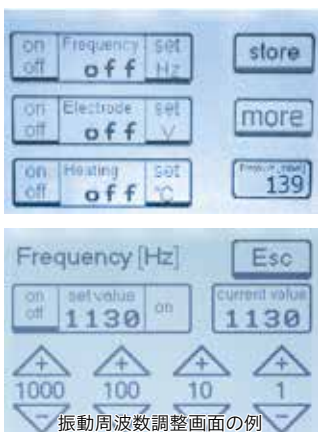 on Frequency set
off off Hz
store
on Electrode set
off off V
more
on Heating set
off off °C
139
Frequency [Hz]
Esc
on set value on
off 1130
current value
1130
+ + + +
1000 100 10 1
− − − −
振動周波数調整画面の例